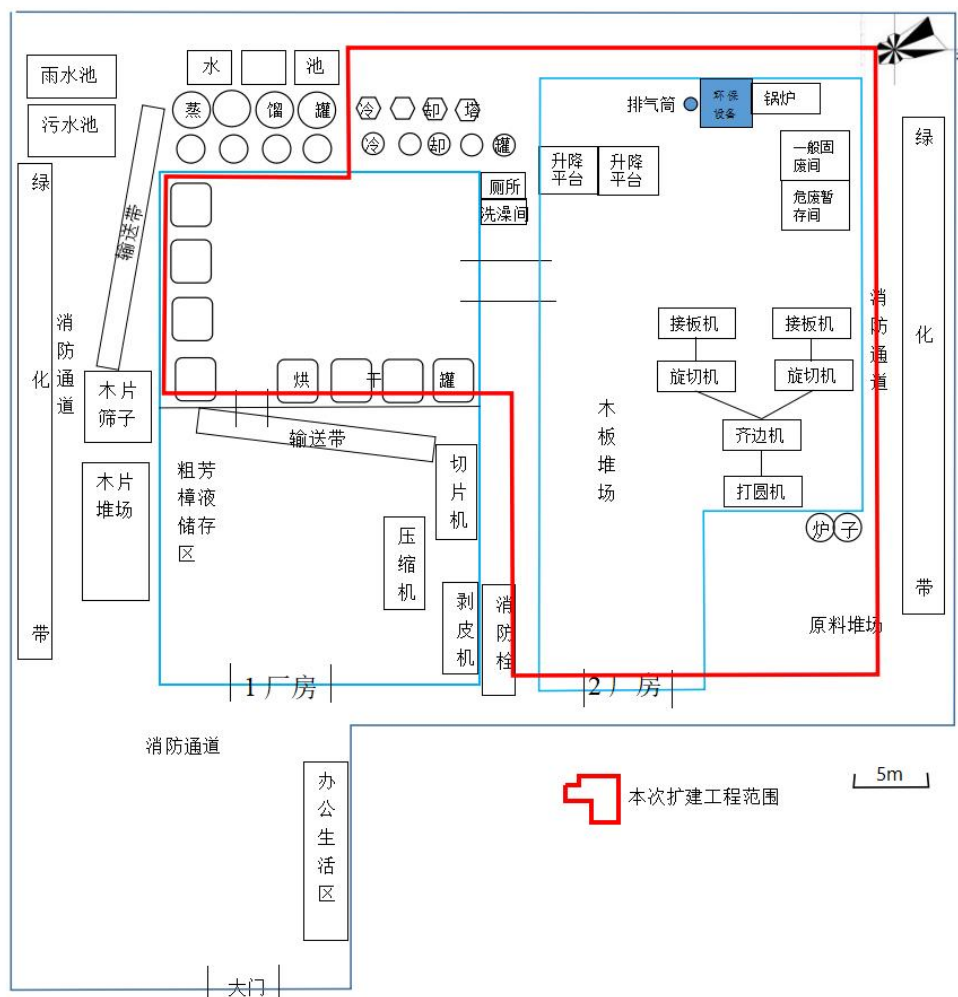 水 池
雨水池
污水池
蒸 馏 罐
冷 却 塔
冷 却 罐
排气筒
环保
设备
锅炉
一般固
废间
危废暂
存间
升降
平台
升降
平台
厕所
洗澡间
输送带
绿化带
消防通道
绿化带
消防通道
接板机
接板机
旋切机
旋切机
齐边机
打圆机
炉子
木板堆场
原料堆场
烘 干 罐
木片
筛子
木片
堆场
输送带
粗芳
樟液
储存
区
切片机
压缩机
剥皮机
消防栓
1厂房
2厂房
消防通道
办公生活区
大门
本次扩建工程范围
5m